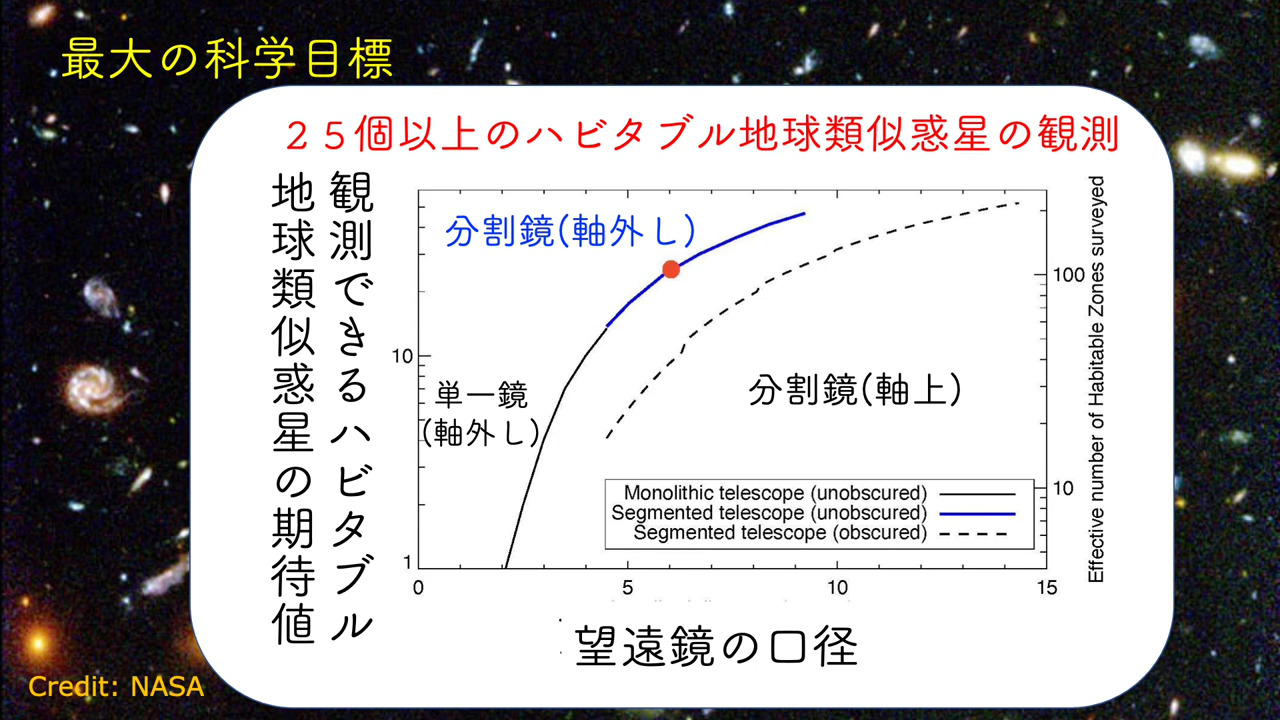 最大の科学目標
２５個以上のハビタブル地球類似惑星の観測
観測できるハビタブル
地球類似惑星の期待値
分割鏡(軸外し)
単一鏡
(軸外し)
分割鏡(軸上)
10
1
100
10
Effective number of Habitable Zones surveyed
Monolithic telescope (unobscured)
Segmented telescope (unobscured)
Segmented telescope (obscured)
0 5 10 15
望遠鏡の口径
Credit: NASA